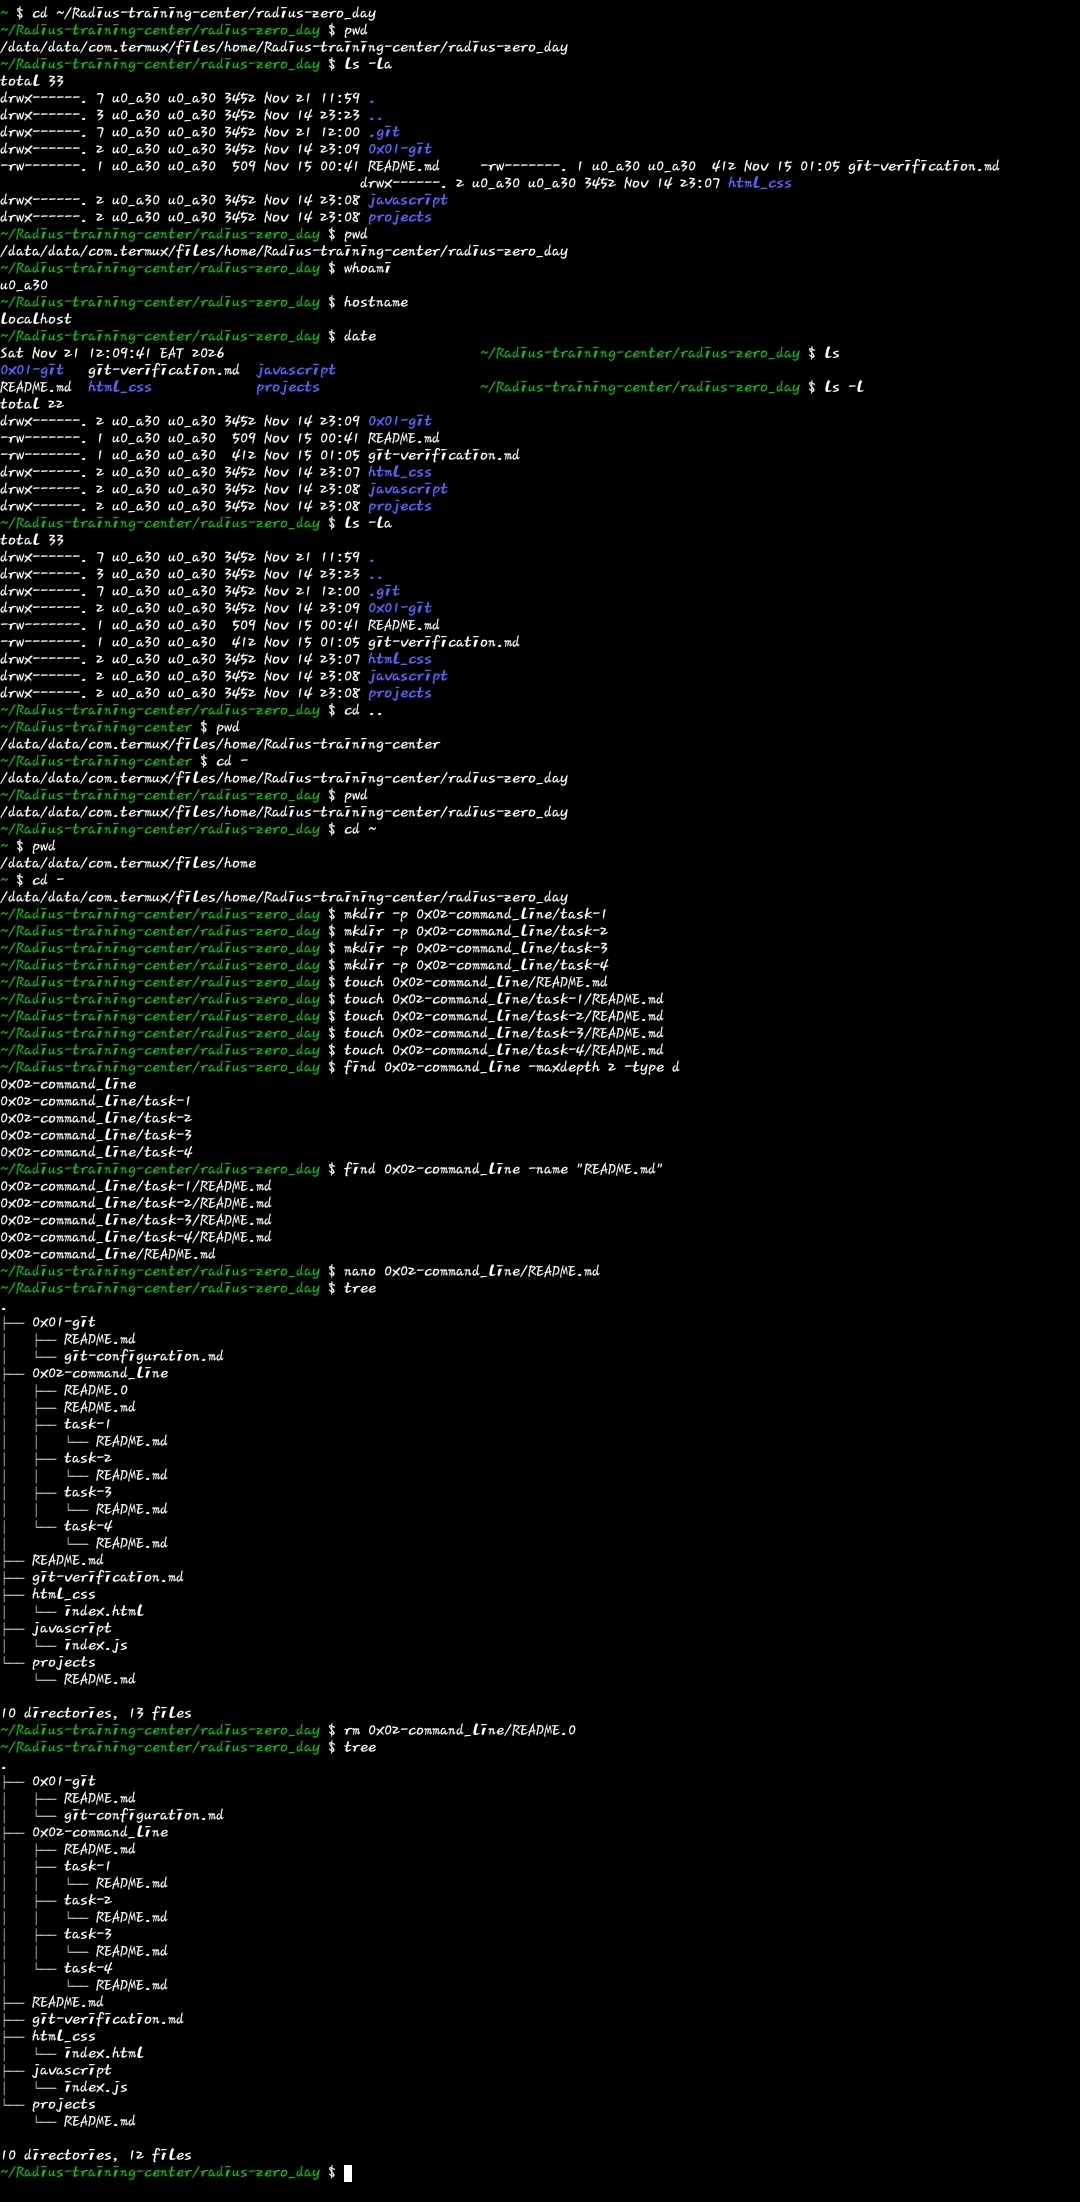 ~ $ cd ~/Radius-training-center/radius-zero_day
~/Radius-training-center/radius-zero_day $ pwd
/data/data/com.termux/files/home/Radius-training-center/radius-zero_day
~/Radius-training-center/radius-zero_day $ ls -la
total 33
drwx------. 7 u0_a30 u0_a30 3452 Nov 21 11:59 .
drwx------. 3 u0_a30 u0_a30 3452 Nov 14 23:23 ..
drwx------. 7 u0_a30 u0_a30 3452 Nov 21 12:00 .git
drwx------. 2 u0_a30 u0_a30 3452 Nov 14 23:09 0x01-git
-rw-------. 1 u0_a30 u0_a30  509 Nov 15 00:41 README.md     -rw-------. 1 u0_a30 u0_a30  412 Nov 15 01:05 git-verification.md
drwx------. 2 u0_a30 u0_a30 3452 Nov 14 23:07 html_css
drwx------. 2 u0_a30 u0_a30 3452 Nov 14 23:08 javascript
drwx------. 2 u0_a30 u0_a30 3452 Nov 14 23:08 projects
~/Radius-training-center/radius-zero_day $ pwd
/data/data/com.termux/files/home/Radius-training-center/radius-zero_day
~/Radius-training-center/radius-zero_day $ whoami
u0_a30
~/Radius-training-center/radius-zero_day $ hostname
localhost
~/Radius-training-center/radius-zero_day $ date
Sat Nov 21 12:09:41 EAT 2026 ~/Radius-training-center/radius-zero_day $ ls
0x01-git   git-verification.md  javascript
README.md  html_css             projects ~/Radius-training-center/radius-zero_day $ ls -l
total 22
drwx------. 2 u0_a30 u0_a30 3452 Nov 14 23:09 0x01-git
-rw-------. 1 u0_a30 u0_a30  509 Nov 15 00:41 README.md
-rw-------. 1 u0_a30 u0_a30  412 Nov 15 01:05 git-verification.md
drwx------. 2 u0_a30 u0_a30 3452 Nov 14 23:07 html_css
drwx------. 2 u0_a30 u0_a30 3452 Nov 14 23:08 javascript
drwx------. 2 u0_a30 u0_a30 3452 Nov 14 23:08 projects
~/Radius-training-center/radius-zero_day $ ls -la
total 33
drwx------. 7 u0_a30 u0_a30 3452 Nov 21 11:59 .
drwx------. 3 u0_a30 u0_a30 3452 Nov 14 23:23 ..
drwx------. 7 u0_a30 u0_a30 3452 Nov 21 12:00 .git
drwx------. 2 u0_a30 u0_a30 3452 Nov 14 23:09 0x01-git
-rw-------. 1 u0_a30 u0_a30  509 Nov 15 00:41 README.md
-rw-------. 1 u0_a30 u0_a30  412 Nov 15 01:05 git-verification.md
drwx------. 2 u0_a30 u0_a30 3452 Nov 14 23:07 html_css
drwx------. 2 u0_a30 u0_a30 3452 Nov 14 23:08 javascript
drwx------. 2 u0_a30 u0_a30 3452 Nov 14 23:08 projects
~/Radius-training-center/radius-zero_day $ cd ..
~/Radius-training-center $ pwd
/data/data/com.termux/files/home/Radius-training-center
~/Radius-training-center $ cd -
/data/data/com.termux/files/home/Radius-training-center/radius-zero_day
~/Radius-training-center/radius-zero_day $ pwd
/data/data/com.termux/files/home/Radius-training-center/radius-zero_day
~/Radius-training-center/radius-zero_day $ cd ~
~ $ pwd
/data/data/com.termux/files/home
~ $ cd -
/data/data/com.termux/files/home/Radius-training-center/radius-zero_day
~/Radius-training-center/radius-zero_day $ mkdir -p 0x02-command_line/task-1
~/Radius-training-center/radius-zero_day $ mkdir -p 0x02-command_line/task-2
~/Radius-training-center/radius-zero_day $ mkdir -p 0x02-command_line/task-3
~/Radius-training-center/radius-zero_day $ mkdir -p 0x02-command_line/task-4
~/Radius-training-center/radius-zero_day $ touch 0x02-command_line/README.md
~/Radius-training-center/radius-zero_day $ touch 0x02-command_line/task-1/README.md
~/Radius-training-center/radius-zero_day $ touch 0x02-command_line/task-2/README.md
~/Radius-training-center/radius-zero_day $ touch 0x02-command_line/task-3/README.md
~/Radius-training-center/radius-zero_day $ touch 0x02-command_line/task-4/README.md
~/Radius-training-center/radius-zero_day $ find 0x02-command_line -maxdepth 2 -type d
0x02-command_line
0x02-command_line/task-1
0x02-command_line/task-2
0x02-command_line/task-3
0x02-command_line/task-4
~/Radius-training-center/radius-zero_day $ find 0x02-command_line -name "README.md"
0x02-command_line/task-1/README.md
0x02-command_line/task-2/README.md
0x02-command_line/task-3/README.md
0x02-command_line/task-4/README.md
0x02-command_line/README.md
~/Radius-training-center/radius-zero_day $ nano 0x02-command_line/README.md
~/Radius-training-center/radius-zero_day $ tree
.
├── 0x01-git
│   ├── README.md
│   └── git-configuration.md
├── 0x02-command_line
│   ├── README.0
│   ├── README.md
│   ├── task-1
│   │   └── README.md
│   ├── task-2
│   │   └── README.md
│   ├── task-3
│   │   └── README.md
│   └── task-4
│       └── README.md
├── README.md
├── git-verification.md
├── html_css
│   └── index.html
├── javascript
│   └── index.js
└── projects
    └── README.md
10 directories, 13 files
~/Radius-training-center/radius-zero_day $ rm 0x02-command_line/README.0
~/Radius-training-center/radius-zero_day $ tree
.
├── 0x01-git
│   ├── README.md
│   └── git-configuration.md
├── 0x02-command_line
│   ├── README.md
│   ├── task-1
│   │   └── README.md
│   ├── task-2
│   │   └── README.md
│   ├── task-3
│   │   └── README.md
│   └── task-4
│       └── README.md
├── README.md
├── git-verification.md
├── html_css
│   └── index.html
├── javascript
│   └── index.js
└── projects
    └── README.md
10 directories, 12 files
~/Radius-training-center/radius-zero_day $